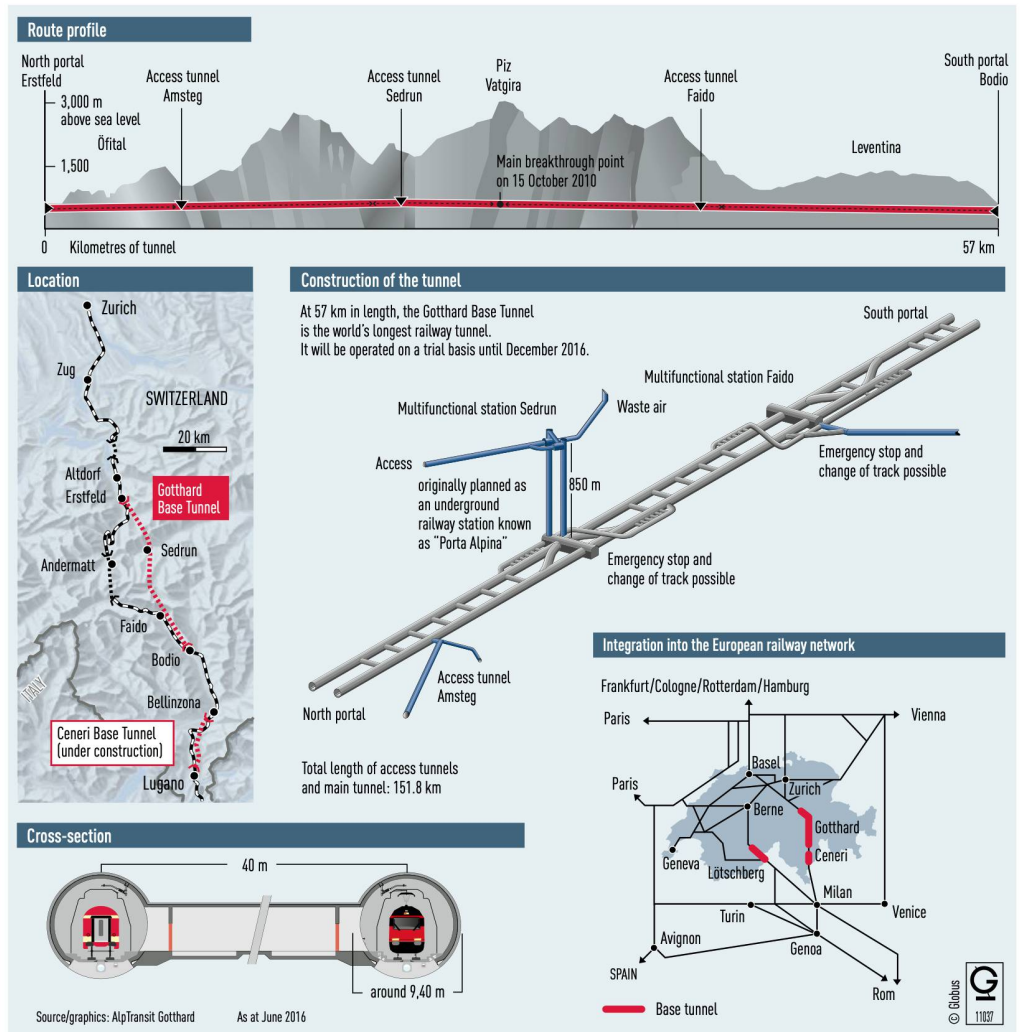 Route profile
North portal
Erstfeld
Access tunnel
Amsteg
Access tunnel
Sedrun
Piz
Vatgira
Access tunnel
Faido
South portal
Bodio
3,000 m
above sea level
Öfital
1,500
Main breakthrough point
on 15 October 2010
Leventina
0
Kilometres of tunnel
57 km
Location
Zurich
Zug
SWITZERLAND
20 km
Altdorf
Erstfeld
Gotthard
Base Tunnel
Sedrun
Andermatt
Faido
Bodio
ITALY
Bellinzona
Ceneri Base Tunnel
(under construction)
Lugano
Construction of the tunnel
At 57 km in length, the Gotthard Base Tunnel
is the world's longest railway tunnel.
It will be operated on a trial basis until December 2016.
South portal
Multifunctional station Faido
Multifunctional station Sedrun
Waste air
Access
originally planned as
an underground
railway station known
as "Porta Alpina"
850 m
Emergency stop and
change of track possible
Emergency stop and
change of track possible
Access tunnel
Amsteg
North portal
Total length of access tunnels
and main tunnel: 151.8 km
Integration into the European railway network
Frankfurt/Cologne/Rotterdam/Hamburg
Paris
Vienna
Basel
Zurich
Paris
Berne
Gotthard
Ceneri
Geneva
Lötschberg
Milan
Turin
Venice
Avignon
Genoa
SPAIN
Rom
Base tunnel
© Globus
G
11037
Cross-section
40 m
around 9,40 m
Source/graphics: AlpTransit Gotthard
As at June 2016